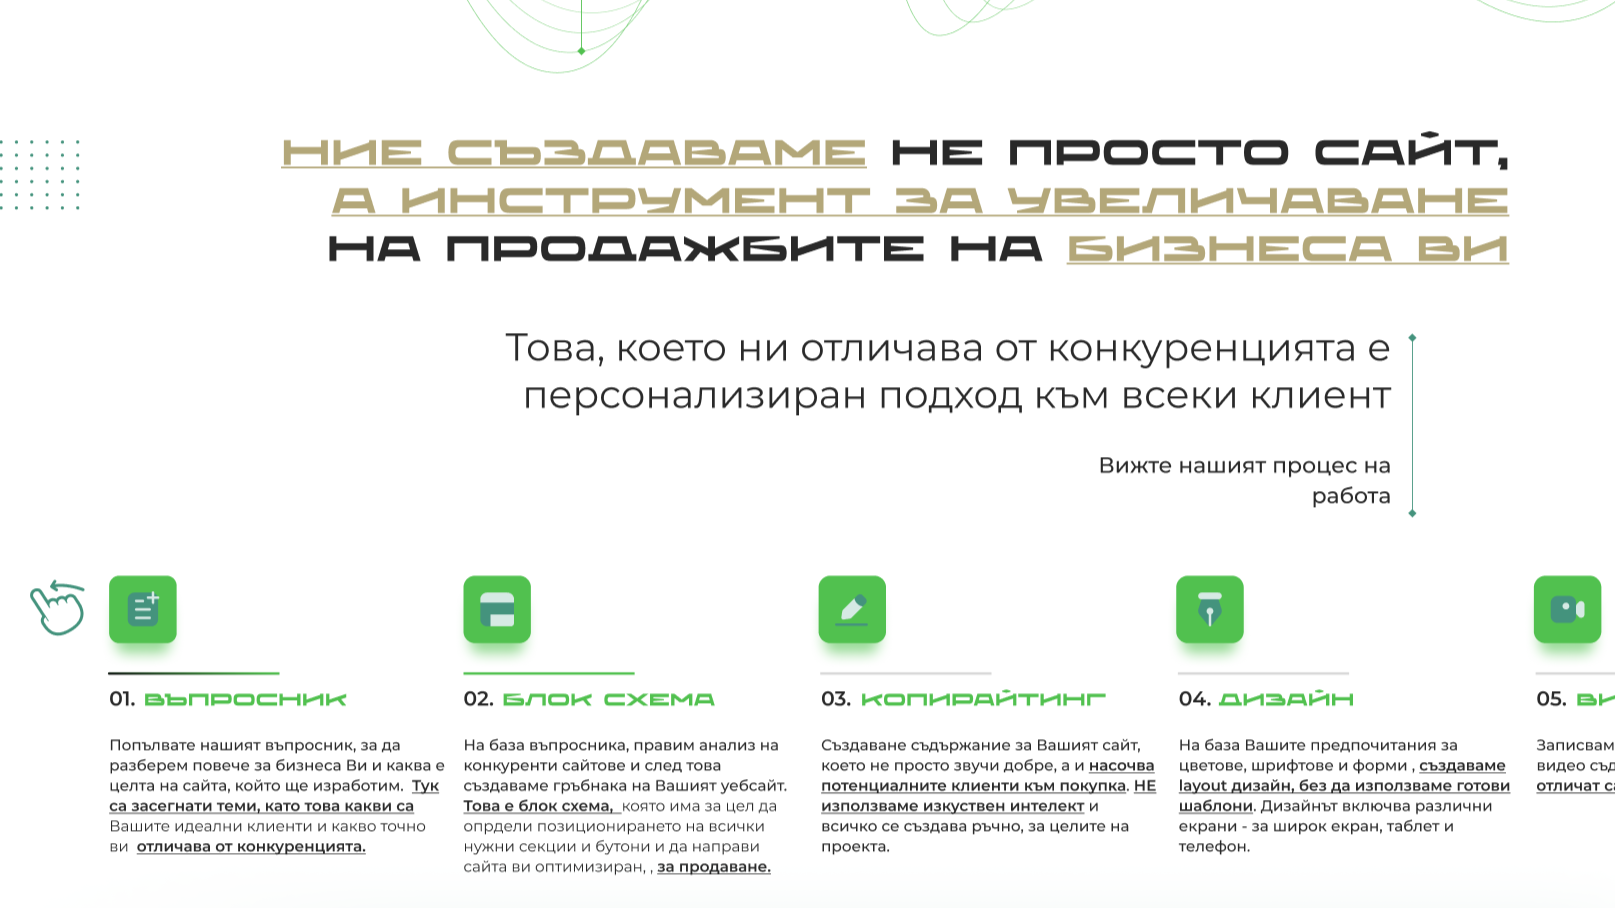 НИЕ СЪЗДАВАМЕ НЕ ПРОСТО САЙТ,
А ИНСТРУМЕНТ ЗА УВЕЛИЧАВАНЕ
НА ПРОДАЖБИТЕ НА БИЗНЕСА ВИ
Това, което ни отличава от конкуренцията е
персонализиран подход към всеки клиент
Вижте нашият процес на
работа
01. ВЪПРОСНИК
Попълвате нашият въпросник, за да
разберем повече за бизнеса Ви и каква е
целта на сайта, който ще изработим. Тук
са засегнати теми, като това какви са
Вашите идеални клиенти и какво точно
ви отличава от конкуренцията.
02. БЛОК СХЕМА
На база въпросника, правим анализ на
конкуренти сайтове и след това
създаваме гръбнака на Вашият уебсайт.
Това е блок схема, която има за цел да
опрдели позиционирането на всички
нужни секции и бутони и да направи
сайта ви оптимизиран, , за продаване.
03. КОПИРАЙТИНГ
Създаване съдържание за Вашият сайт,
което не просто звучи добре, а и насочва
потенциалните клиенти към покупка. НЕ
използваме изкуствен интелект и
всичко се създава ръчно, за целите на
проекта.
04. ДИЗАЙН
На база Вашите предпочитания за
цветове, шрифтове и форми , създаваме
layout дизайн, без да използваме готови
шаблони. Дизайнът включва различни
екрани - за широк екран, таблет и
телефон.
05. ВИ
Записвам
видео съд
отличат са